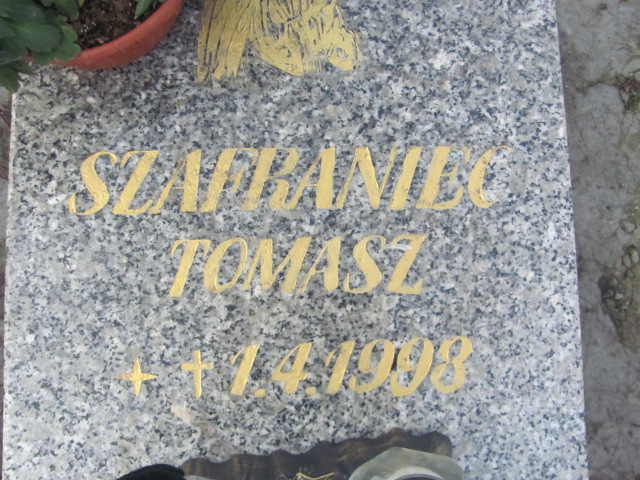 SZAFRANIEC
TOMASZ
✦ ✝ 1.4.1998